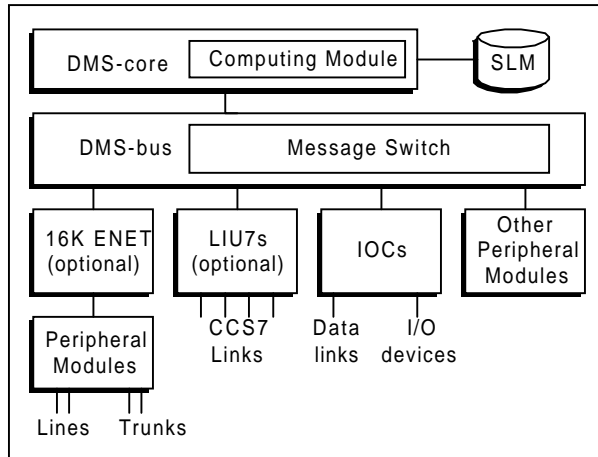 DMS-core
Computing Module
SLM
DMS-bus
Message Switch
16K ENET
(optional)
LIU7s
(optional)
IOCs
Other
Peripheral
Modules
CCS7
Links
Data
links
I/O
devices
Peripheral
Modules
Lines
Trunks